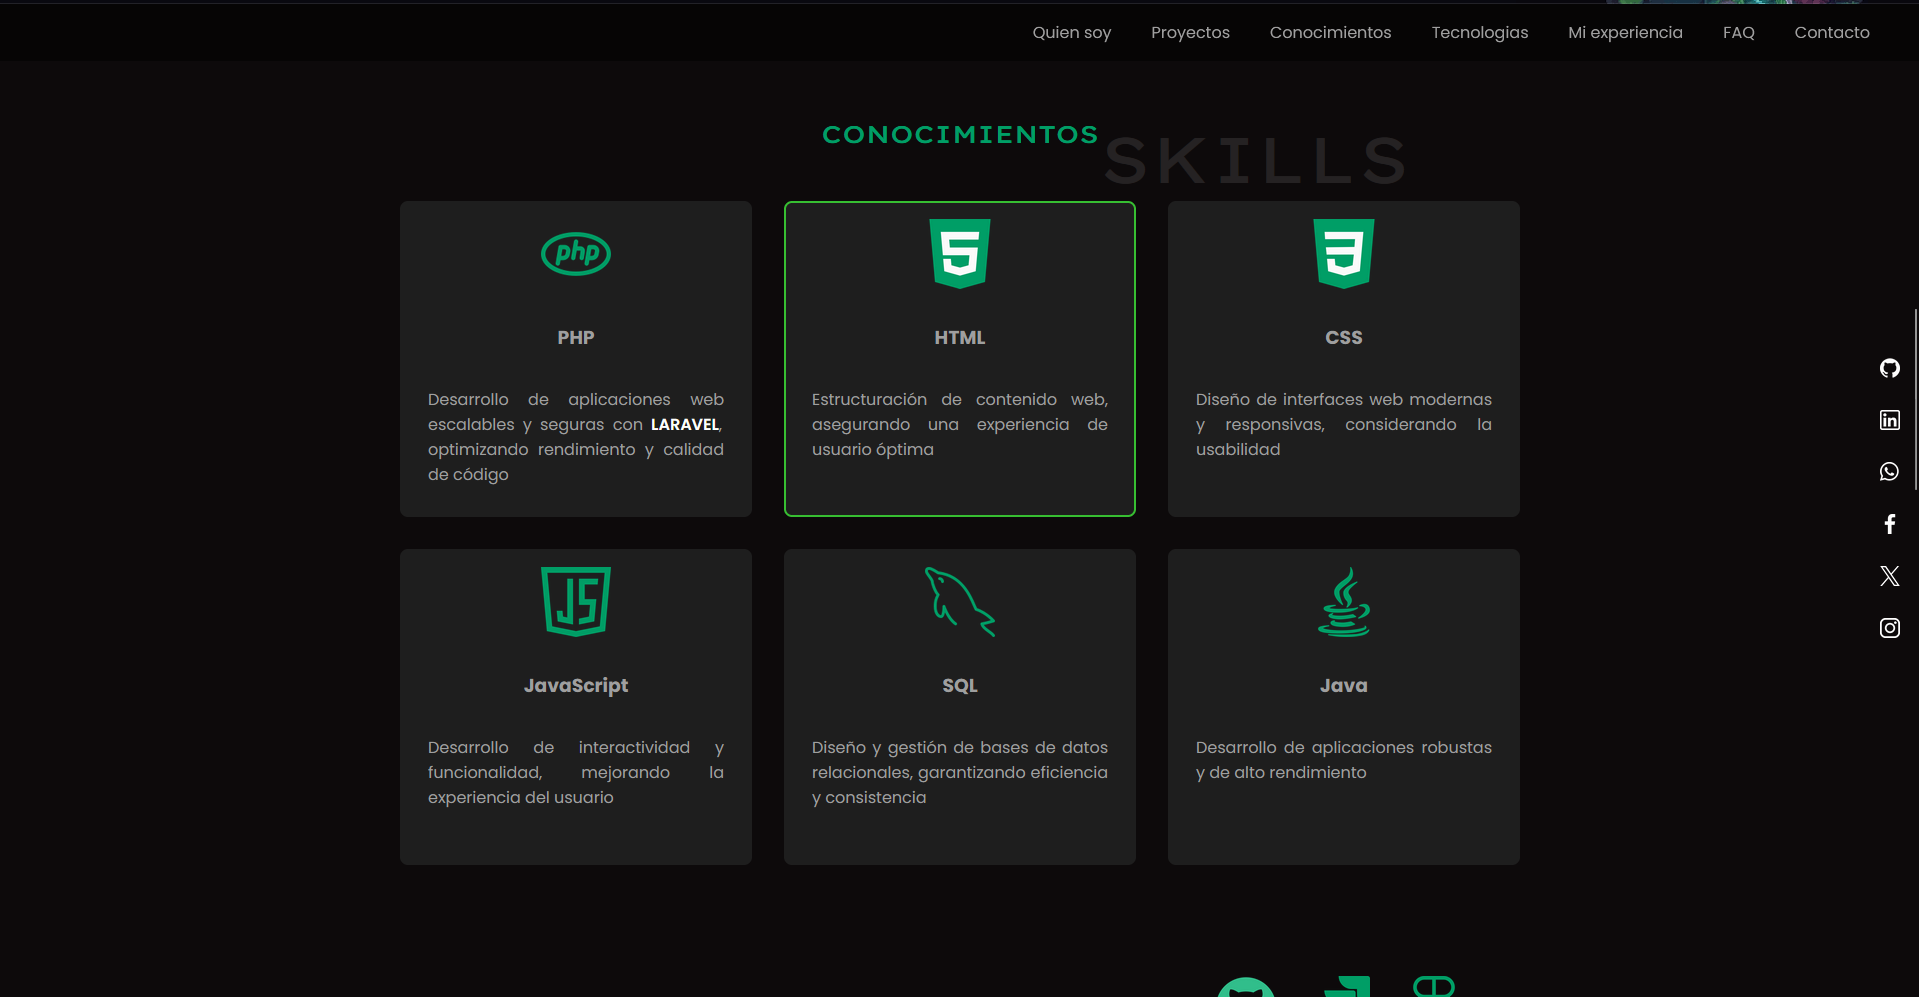 Quien soy Proyectos Conocimientos Tecnologias Mi experiencia FAQ Contacto
CONOCIMIENTOS
SKILLS
php
PHP
Desarrollo de aplicaciones web
escalables y seguras con LARAVEL,
optimizando rendimiento y calidad
de código
5
HTML
Estructuración de contenido web,
asegurando una experiencia de
usuario óptima
3
CSS
Diseño de interfaces web modernas
y responsivas, considerando la
usabilidad
JS
JavaScript
Desarrollo de interactividad y
funcionalidad, mejorando la
experiencia del usuario
SQL
Diseño y gestión de bases de datos
relacionales, garantizando eficiencia
y consistencia
Java
Desarrollo de aplicaciones robustas
y de alto rendimiento
in
f
X